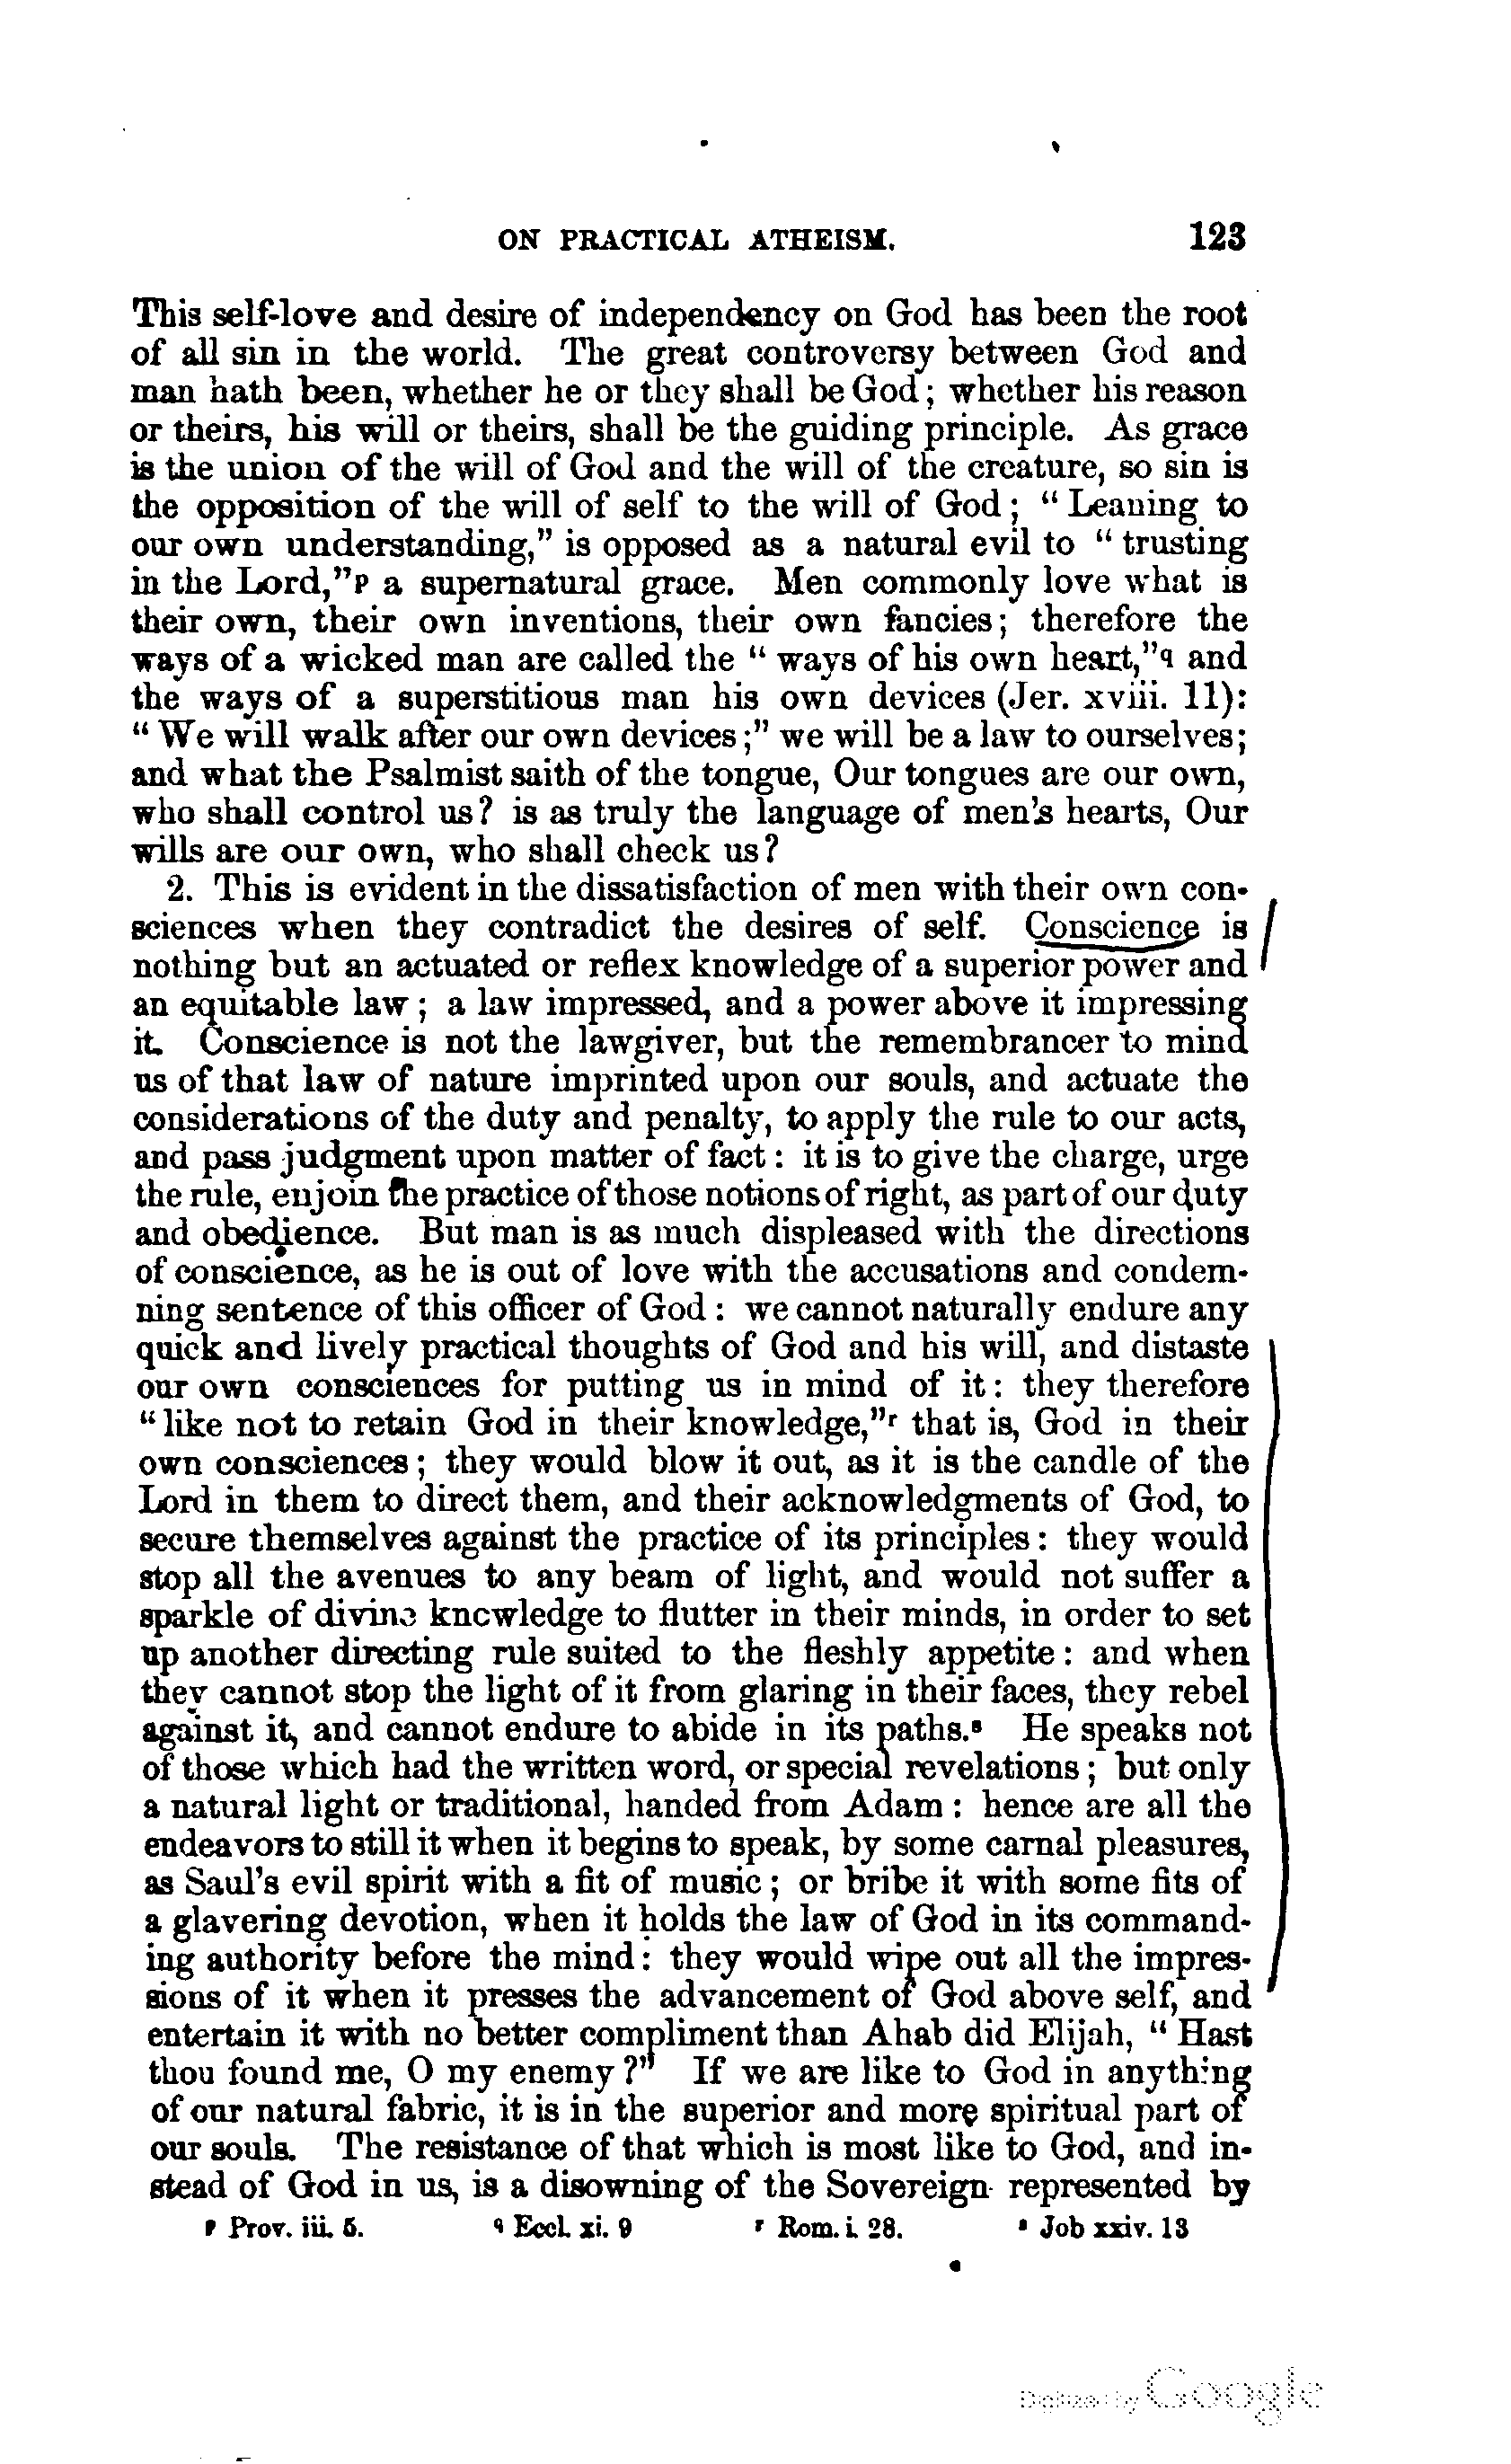 ON PRACTICAL ATHEISM. 123
This self-love and desire of independency on God has been the root
of all sin in the world. The great controversy between God and
man hath been, whether he or they shall be God; whether his reason
or theirs, his will or theirs, shall be the guiding principle. As grace
is the union of the will of God and the will of the creature, so sin is
the opposition of the will of self to the will of God; "Leaning to
our own understanding," is opposed as a natural evil to "trusting
in the Lord,"p a supernatural grace. Men commonly love what is
their own, their own inventions, their own fancies; therefore the
ways of a wicked man are called the "ways of his own heart,"q and
the ways of a superstitious man his own devices (Jer. xviii. 11):
"We will walk after our own devices;" we will be a law to ourselves;
and what the Psalmist saith of the tongue, Our tongues are our own,
who shall control us? is as truly the language of men's hearts, Our
wills are our own, who shall check us?
2. This is evident in the dissatisfaction of men with their own con-
sciences when they contradict the desires of self. Conscience is
nothing but an actuated or reflex knowledge of a superior power and
an equitable law; a law impressed, and a power above it impressing
it. Conscience is not the lawgiver, but the remembrancer to mind
us of that law of nature imprinted upon our souls, and actuate the
considerations of the duty and penalty, to apply the rule to our acts,
and pass judgment upon matter of fact: it is to give the charge, urge
the rule, enjoin the practice of those notions of right, as part of our duty
and obedience. But man is as much displeased with the directions
of conscience, as he is out of love with the accusations and condem-
ning sentence of this officer of God: we cannot naturally endure any
quick and lively practical thoughts of God and his will, and distaste
our own consciences for putting us in mind of it: they therefore
"like not to retain God in their knowledge,"r that is, God in their
own consciences; they would blow it out, as it is the candle of the
Lord in them to direct them, and their acknowledgments of God, to
secure themselves against the practice of its principles: they would
stop all the avenues to any beam of light, and would not suffer a
sparkle of divine knowledge to flutter in their minds, in order to set
up another directing rule suited to the fleshly appetite: and when
they cannot stop the light of it from glaring in their faces, they rebel
against it, and cannot endure to abide in its paths.s He speaks not
of those which had the written word, or special revelations; but only
a natural light or traditional, handed from Adam: hence are all the
endeavors to still it when it begins to speak, by some carnal pleasures,
as Saul's evil spirit with a fit of music; or bribe it with some fits of
a glavering devotion, when it holds the law of God in its command-
ing authority before the mind: they would wipe out all the impres-
sions of it when it presses the advancement of God above self, and
entertain it with no better compliment than Ahab did Elijah, "Hast
thou found me, O my enemy?" If we are like to God in anything
of our natural fabric, it is in the superior and more spiritual part of
our souls. The resistance of that which is most like to God, and in-
stead of God in us, is a disowning of the Sovereign represented by
p Prov. iii. 5. q Eccl. xi. 9 r Rom. i. 28. s Job xxiv. 13
Digitized by Google